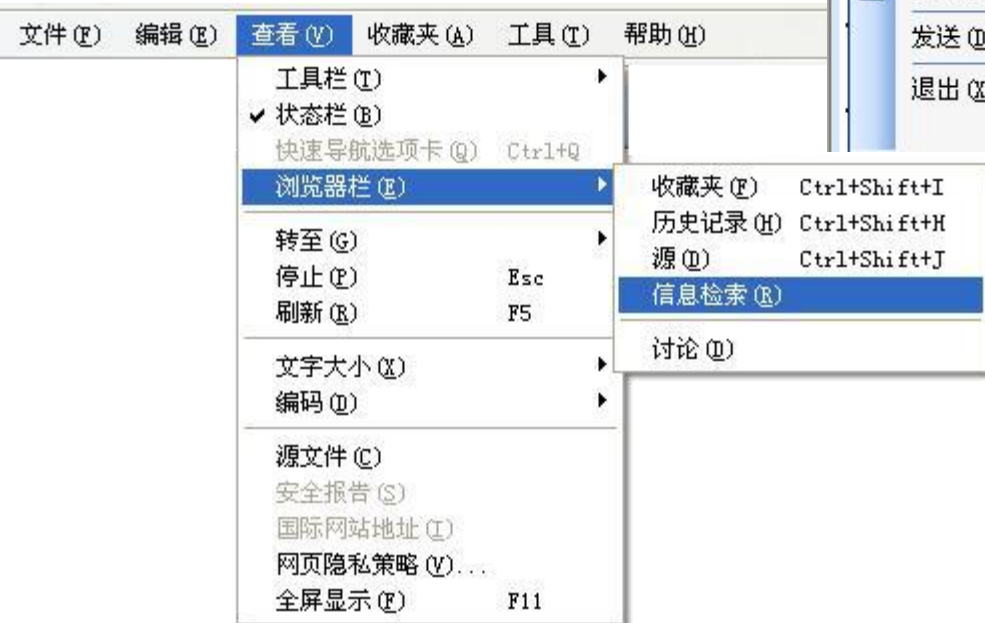 文件(F) 编辑(E) 查看(V) 收藏夹(A) 工具(T) 帮助(H)
工具栏(T)
状态栏(B)
快速导航选项卡(Q) Ctrl+Q
浏览器栏(E)
转至(G)
停止(P) Esc
刷新(R) F5
文字大小(X)
编码(D)
源文件(C)
安全报告(S)
国际网站地址(I)
网页隐私策略(V)...
全屏显示(F) F11
收藏夹(F) Ctrl+Shift+I
历史记录(H) Ctrl+Shift+H
源(D) Ctrl+Shift+J
信息检索(R)
讨论(D)
发送(D
退出(X